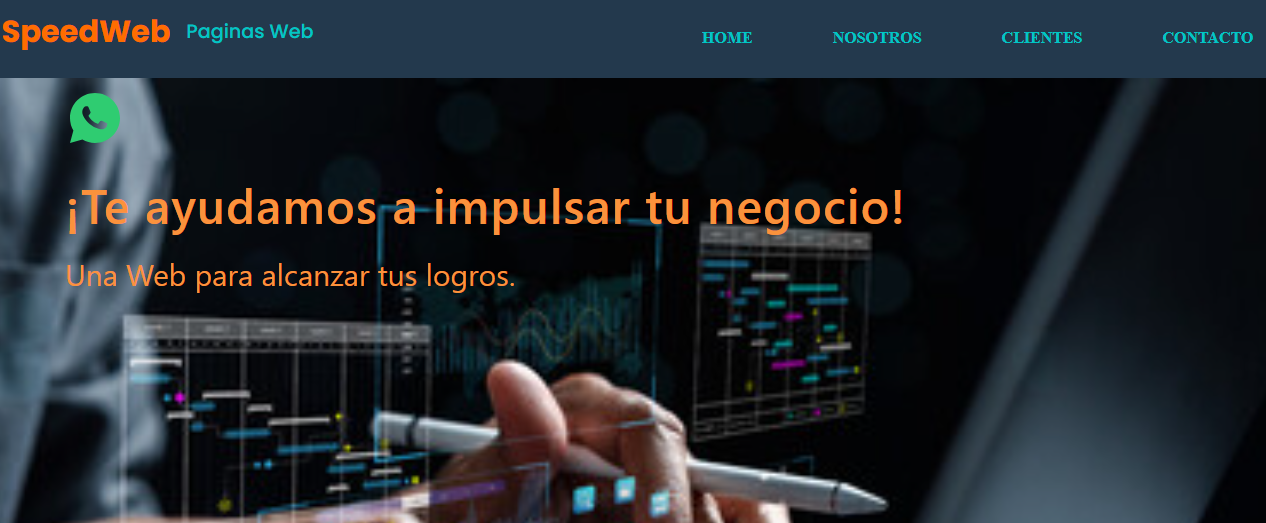 SpeedWeb Paginas Web HOME NOSOTROS CLIENTES CONTACTO
¡Te ayudamos a impulsar tu negocio!
Una Web para alcanzar tus logros.